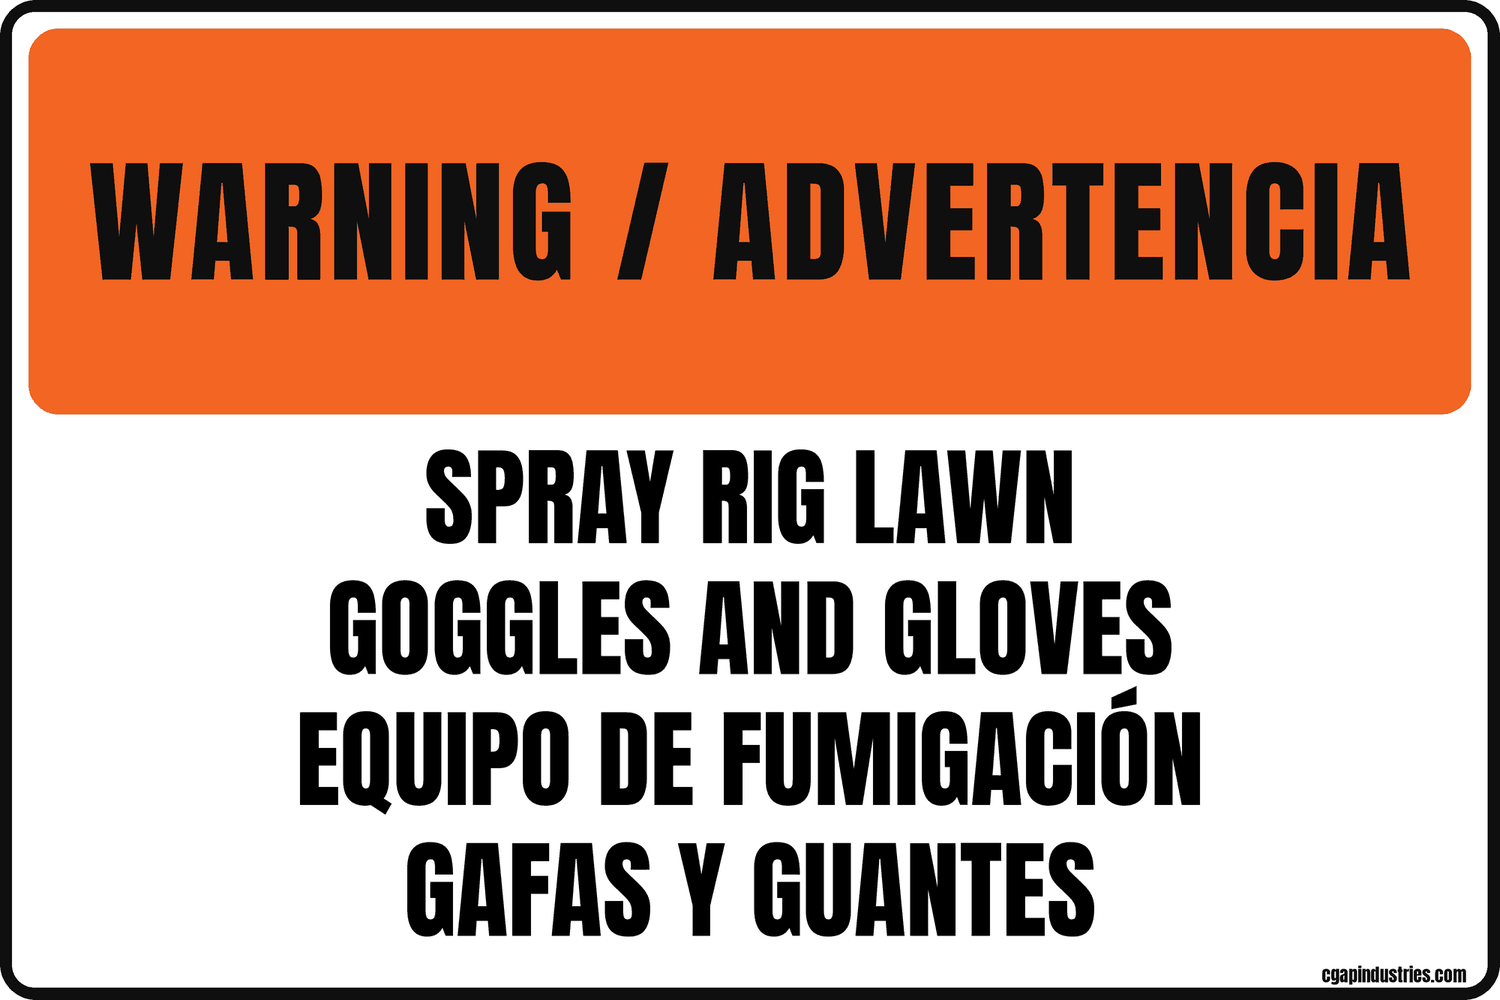 WARNING / ADVERTENCIA
SPRAY RIG LAWN
GOGGLES AND GLOVES
EQUIPO DE FUMIGACIÓN
GAFAS Y GUANTES
cgapindustries.com